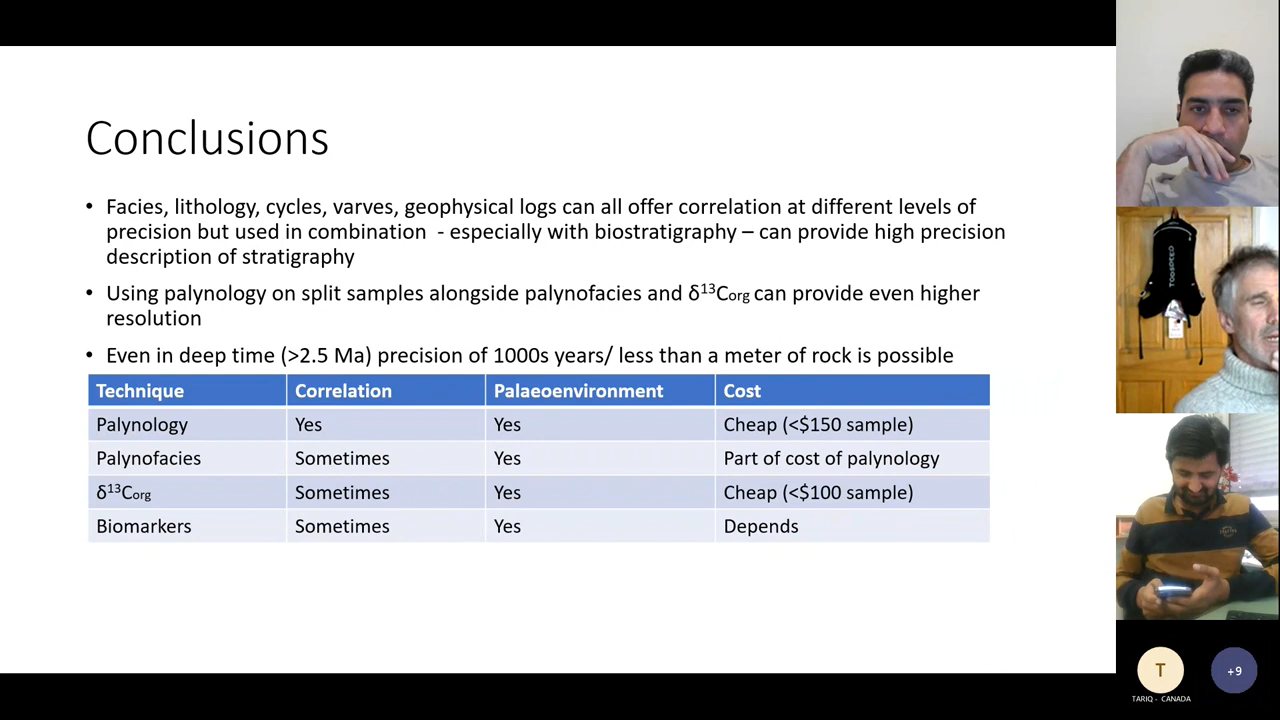 Conclusions
• Facies, lithology, cycles, varves, geophysical logs can all offer correlation at different levels of
precision but used in combination - especially with biostratigraphy – can provide high precision
description of stratigraphy
• Using palynology on split samples alongside palynofacies and δ¹³Corg can provide even higher
resolution
• Even in deep time (>2.5 Ma) precision of 1000s years/ less than a meter of rock is possible
Technique Correlation Palaeoenvironment Cost
Palynology Yes Yes Cheap (<$150 sample)
Palynofacies Sometimes Yes Part of cost of palynology
δ¹³Corg Sometimes Yes Cheap (<$100 sample)
Biomarkers Sometimes Yes Depends
T
+9
TARIQ - CANADA